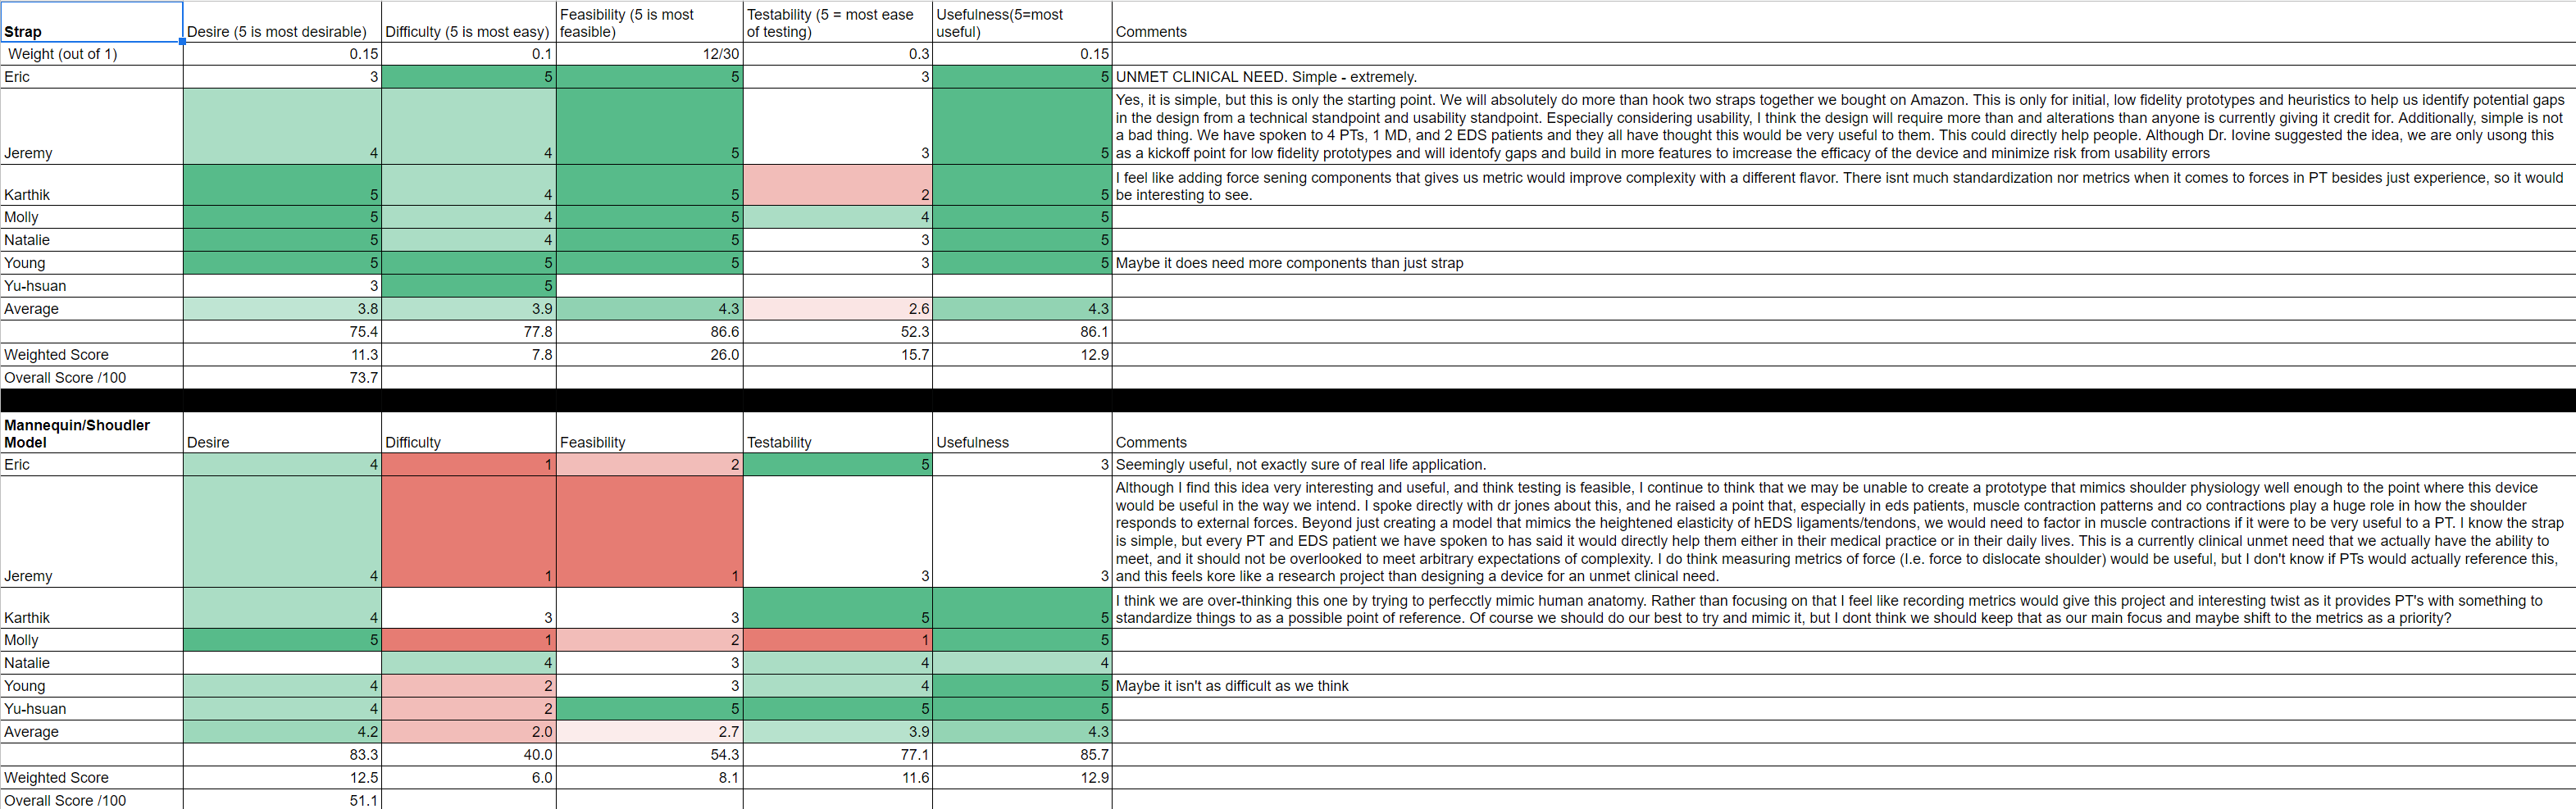 Strap Desire (5 is most desirable) Difficulty (5 is most easy) Feasibility (5 is most feasible) Testability (5 = most ease of testing) Usefulness(5=most useful) Comments
Weight (out of 1) 0.15 0.1 12/30 0.3 0.15
Eric 3 5 5 3 5 UNMET CLINICAL NEED. Simple - extremely.
Jeremy 4 4 5 3 5 Yes, it is simple, but this is only the starting point. We will absolutely do more than hook two straps together we bought on Amazon. This is only for initial, low fidelity prototypes and heuristics to help us identify potential gaps
in the design from a technical standpoint and usability standpoint. Especially considering usability, I think the design will require more than and alterations than anyone is currently giving it credit for. Additionally, simple is not
a bad thing. We have spoken to 4 PTs, 1 MD, and 2 EDS patients and they all have thought this would be very useful to them. This could directly help people. Although Dr. Iovine suggested the idea, we are only usong this
as a kickoff point for low fidelity prototypes and will identofy gaps and build in more features to imcrease the efficacy of the device and minimize risk from usability errors
Karthik 5 4 5 2 5 I feel like adding force sening components that gives us metric would improve complexity with a different flavor. There isnt much standardization nor metrics when it comes to forces in PT besides just experience, so it would
be interesting to see.
Molly 5 4 5 4 5
Natalie 5 4 5 3 5
Young 5 5 5 3 5 Maybe it does need more components than just strap
Yu-hsuan 3 5
Average 3.8 3.9 4.3 2.6 4.3
75.4 77.8 86.6 52.3 86.1
Weighted Score 11.3 7.8 26.0 15.7 12.9
Overall Score /100 73.7
Mannequin/Shoudler Model Desire Difficulty Feasibility Testability Usefulness Comments
Eric 4 1 2 5 3 Seemingly useful, not exactly sure of real life application.
Jeremy 4 1 1 3 3 Although I find this idea very interesting and useful, and think testing is feasible, I continue to think that we may be unable to create a prototype that mimics shoulder physiology well enough to the point where this device
would be useful in the way we intend. I spoke directly with dr jones about this, and he raised a point that, especially in eds patients, muscle contraction patterns and co contractions play a huge role in how the shoulder
responds to external forces. Beyond just creating a model that mimics the heightened elasticity of hEDS ligaments/tendons, we would need to factor in muscle contractions if it were to be very useful to a PT. I know the strap
is simple, but every PT and EDS patient we have spoken to has said it would directly help them either in their medical practice or in their daily lives. This is a currently clinical unmet need that we actually have the ability to
meet, and it should not be overlooked to meet arbitrary expectations of complexity. I do think measuring metrics of force (I.e. force to dislocate shoulder) would be useful, but I don't know if PTs would actually reference this,
and this feels kore like a research project than designing a device for an unmet clinical need.
Karthik 4 3 3 5 5 I think we are over-thinking this one by trying to perfecctly mimic human anatomy. Rather than focusing on that I feel like recording metrics would give this project and interesting twist as it provides PT's with something to
standardize things to as a possible point of reference. Of course we should do our best to try and mimic it, but I dont think we should keep that as our main focus and maybe shift to the metrics as a priority?
Molly 5 1 2 1 5
Natalie 4 3 4 4
Young 4 2 3 4 5 Maybe it isn't as difficult as we think
Yu-hsuan 4 2 5 5 5
Average 4.2 2.0 2.7 3.9 4.3
83.3 40.0 54.3 77.1 85.7
Weighted Score 12.5 6.0 8.1 11.6 12.9
Overall Score /100 51.1